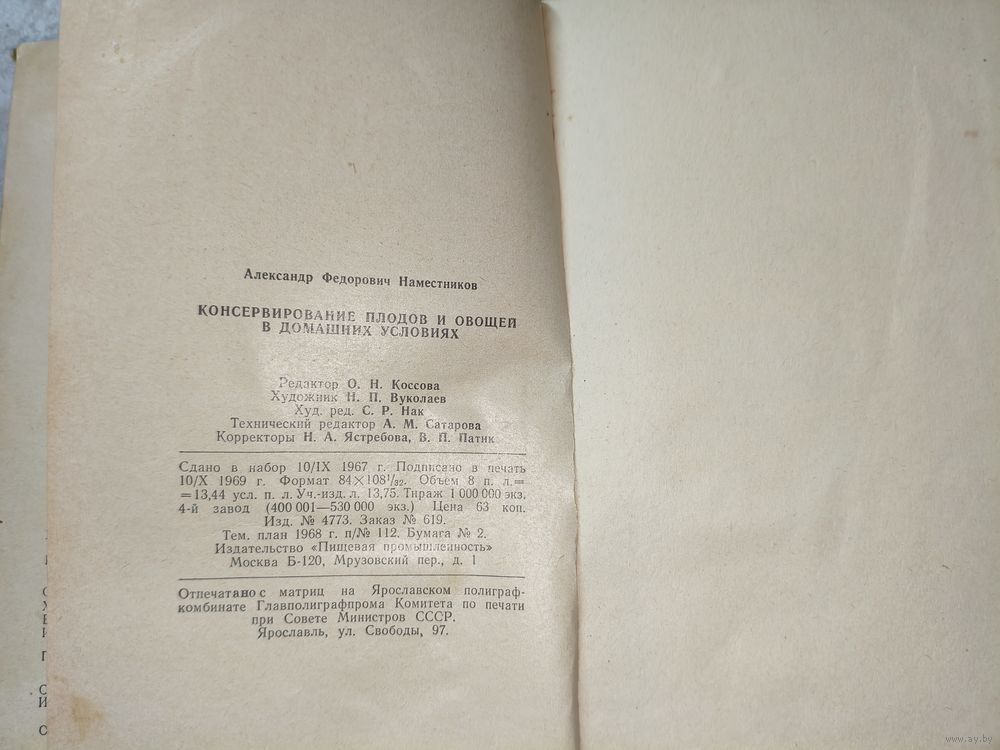 Александр Федорович Наместников
КОНСЕРВИРОВАНИЕ ПЛОДОВ И ОВОЩЕЙ
В ДОМАШНИХ УСЛОВИЯХ
Редактор О. Н. Коссова
Художник Н. П. Вуколаев
Худ. ред. С. Р. Нак
Технический редактор А. М. Сатарова
Корректоры Н. А. Ястребова, В. П. Патик
Сдано в набор 10/IX 1967 г. Подписано в печать
10/X 1969 г. Формат 84×108¹/₃₂. Объем 8 п. л.=
=13,44 усл. п. л. Уч.-изд. л. 13,75. Тираж 1 000 000 экз.
4-й завод (400 001—530 000 экз.) Цена 63 коп.
Изд. № 4773. Заказ № 619.
Тем. план 1968 г. п/№ 112. Бумага № 2.
Издательство «Пищевая промышленность»
Москва Б-120, Мрузовский пер., д. 1
Отпечатано с матриц на Ярославском полиграф-
комбинате Главполиграфпрома Комитета по печати
при Совете Министров СССР.
Ярославль, ул. Свободы, 97.
www.ay.by